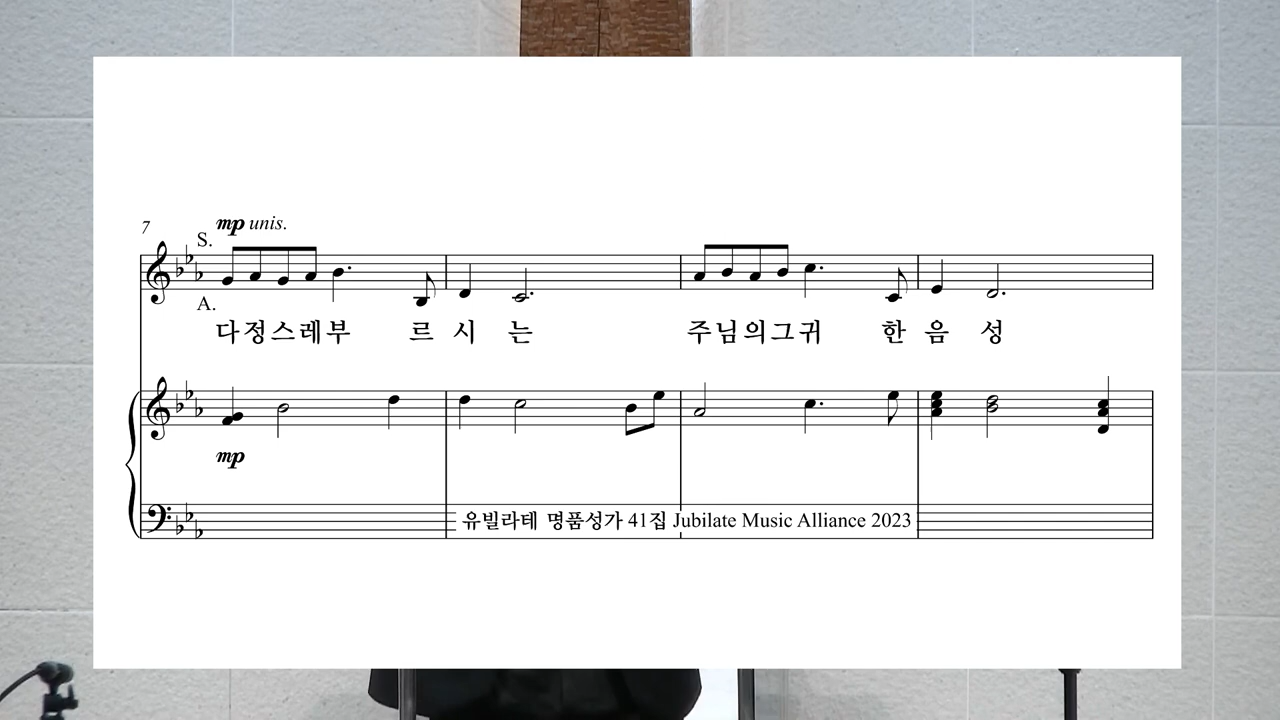 7
mp unis.
S.
A.
다정스레부 르 시 는 주님의그귀 한 음 성
mp
유빌라테 명품성가 41집 Jubilate Music Alliance 2023